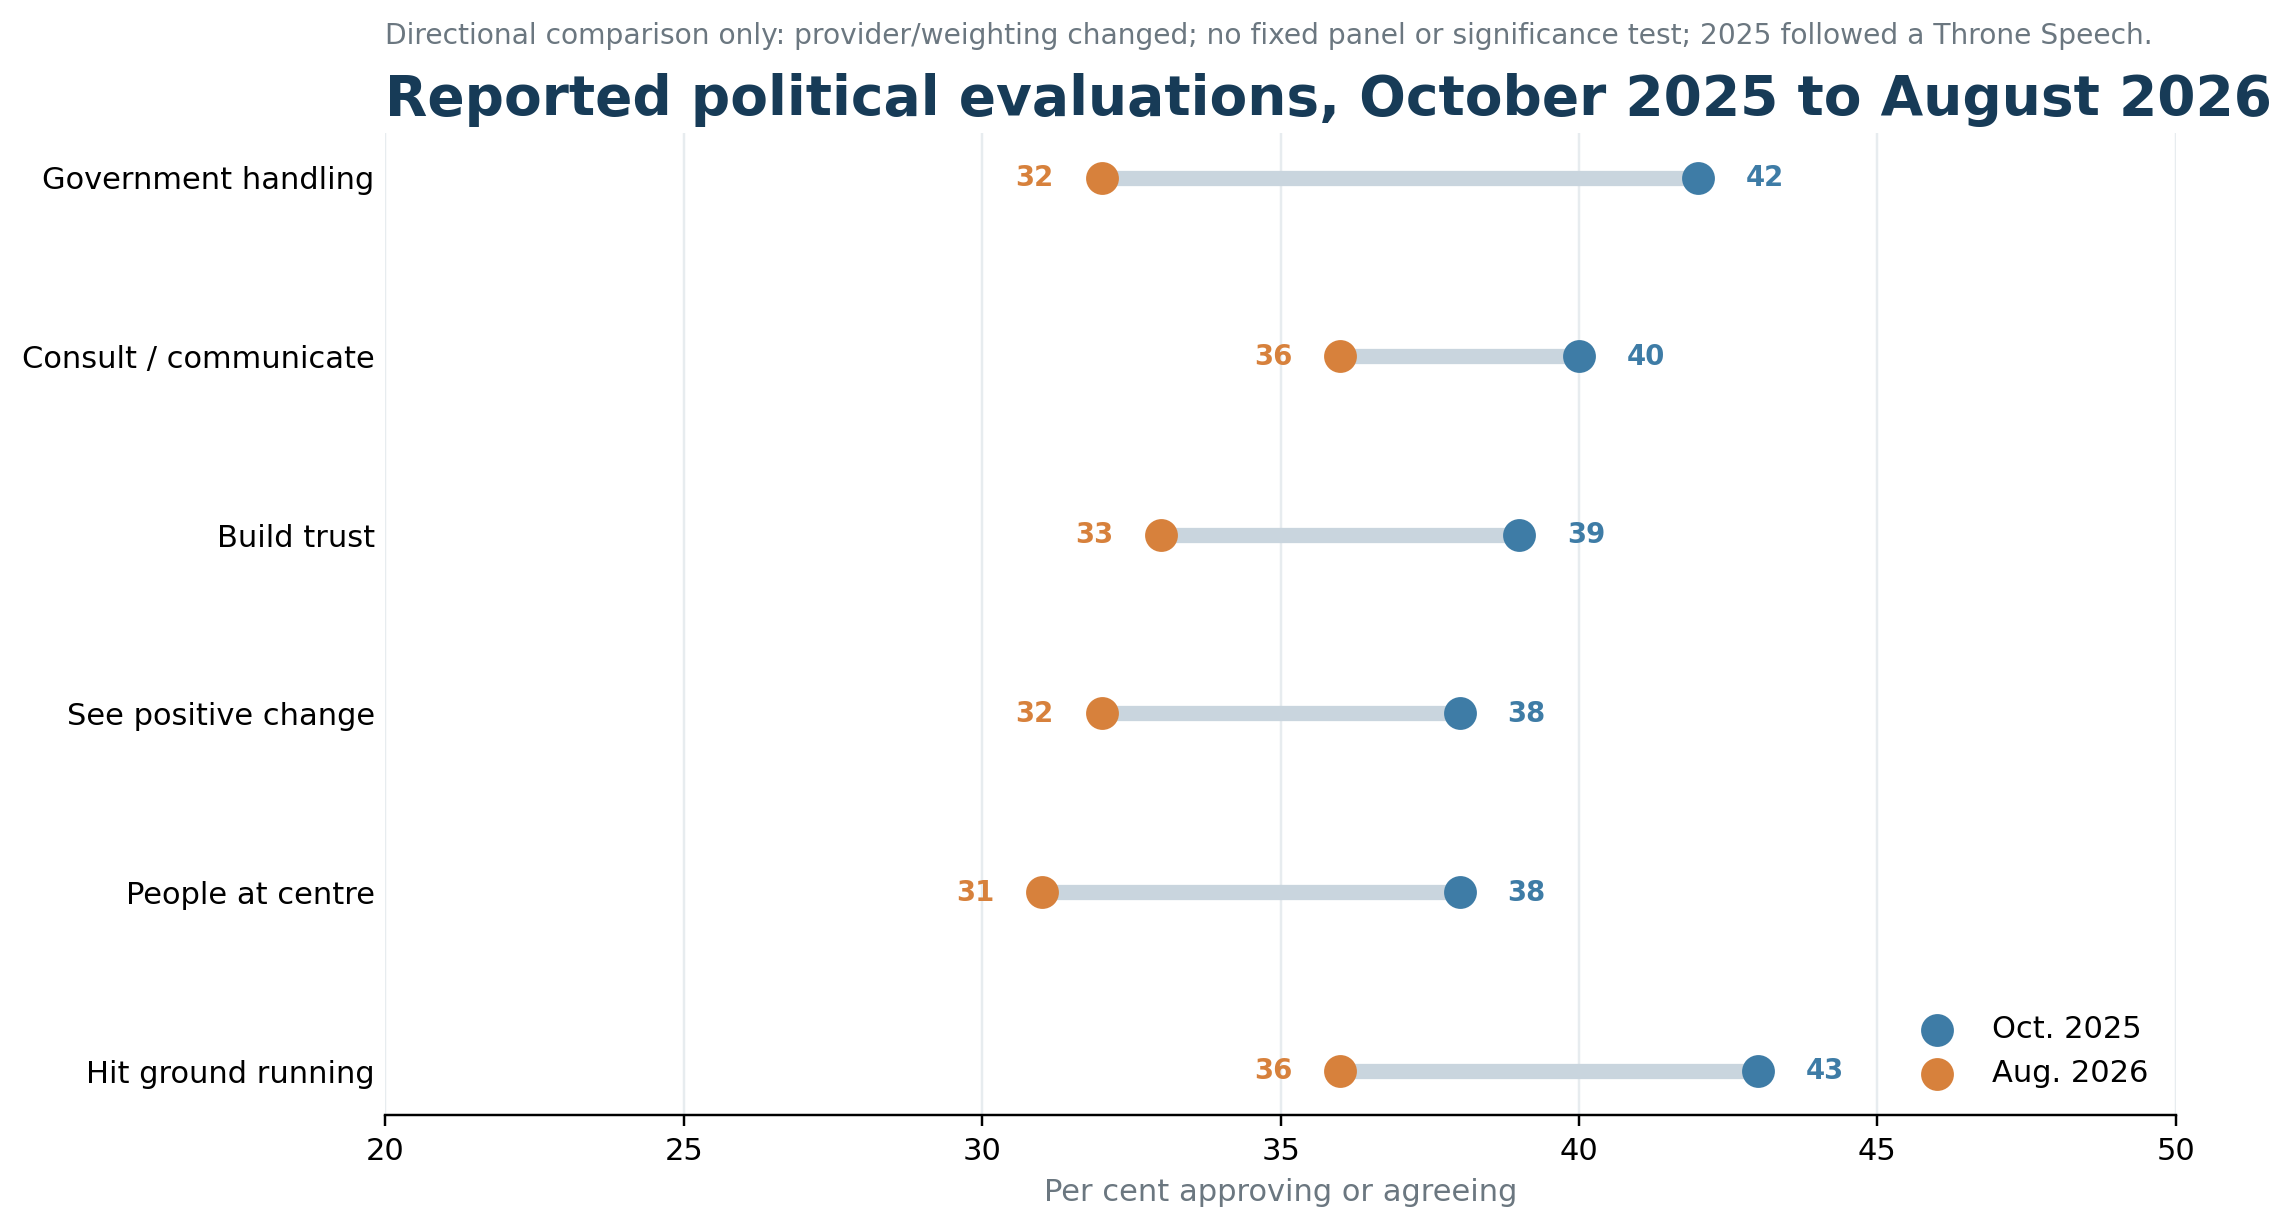 Directional comparison only: provider/weighting changed; no fixed panel or significance test; 2025 followed a Throne Speech.
Reported political evaluations, October 2025 to August 2026
Government handling
32
42
Consult / communicate
36
40
Build trust
33
39
See positive change
32
38
People at centre
31
38
Hit ground running
36
43
Oct. 2025
Aug. 2026
20 25 30 35 40 45 50
Per cent approving or agreeing